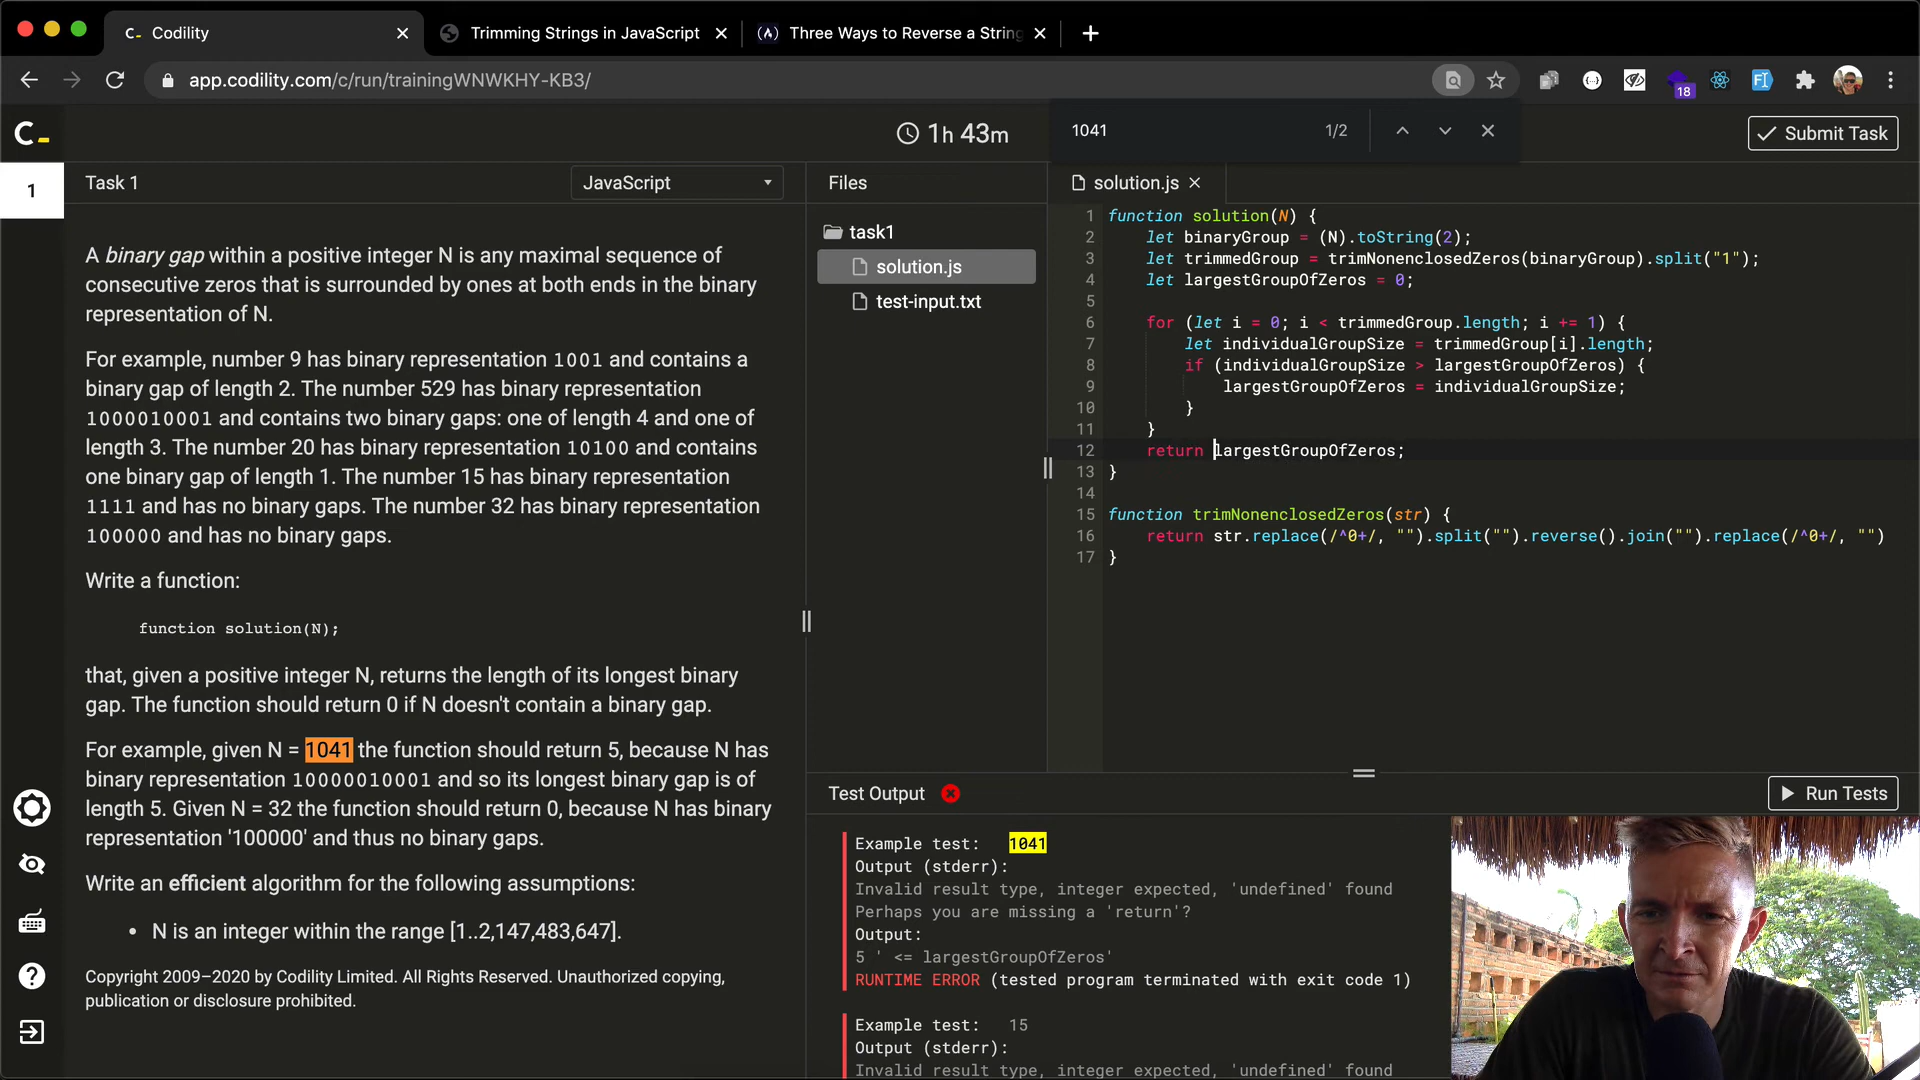 C_ Codility
Trimming Strings in JavaScript
Three Ways to Reverse a String
app.codility.com/c/run/trainingWNWKHY-KB3/
18
C_
1h 43m
1041
1/2
Submit Task
1
Task 1
JavaScript
Files
solution.js
task1
solution.js
test-input.txt
A binary gap within a positive integer N is any maximal sequence of
consecutive zeros that is surrounded by ones at both ends in the binary
representation of N.
For example, number 9 has binary representation 1001 and contains a
binary gap of length 2. The number 529 has binary representation
1000010001 and contains two binary gaps: one of length 4 and one of
length 3. The number 20 has binary representation 10100 and contains
one binary gap of length 1. The number 15 has binary representation
1111 and has no binary gaps. The number 32 has binary representation
100000 and has no binary gaps.
Write a function:
function solution(N);
that, given a positive integer N, returns the length of its longest binary
gap. The function should return 0 if N doesn't contain a binary gap.
For example, given N = 1041 the function should return 5, because N has
binary representation 10000010001 and so its longest binary gap is of
length 5. Given N = 32 the function should return 0, because N has binary
representation '100000' and thus no binary gaps.
Write an efficient algorithm for the following assumptions:
• N is an integer within the range [1..2,147,483,647].
Copyright 2009–2020 by Codility Limited. All Rights Reserved. Unauthorized copying,
publication or disclosure prohibited.
1 function solution(N) {
2 let binaryGroup = (N).toString(2);
3 let trimmedGroup = trimNonenclosedZeros(binaryGroup).split("1");
4 let largestGroupOfZeros = 0;
5
6 for (let i = 0; i < trimmedGroup.length; i += 1) {
7 let individualGroupSize = trimmedGroup[i].length;
8 if (individualGroupSize > largestGroupOfZeros) {
9 largestGroupOfZeros = individualGroupSize;
10 }
11 }
12 return largestGroupOfZeros;
13 }
14
15 function trimNonenclosedZeros(str) {
16 return str.replace(/^0+/, "").split("").reverse().join("").replace(/^0+/, "")
17 }
Test Output
Run Tests
Example test: 1041
Output (stderr):
Invalid result type, integer expected, 'undefined' found
Perhaps you are missing a 'return'?
Output:
5 ' <= largestGroupOfZeros'
RUNTIME ERROR (tested program terminated with exit code 1)
Example test: 15
Output (stderr):
Invalid result type, integer expected, 'undefined' found